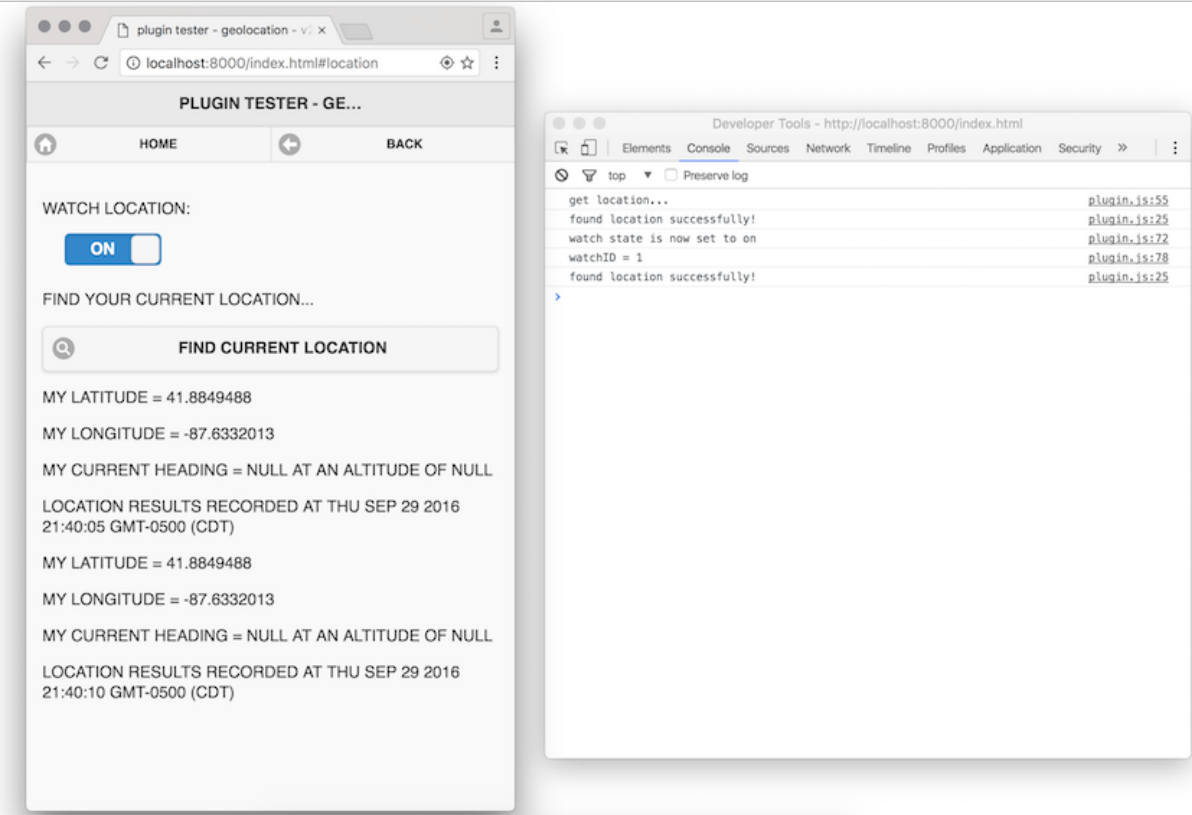 plugin tester - geolocation - v2 ×
localhost:8000/index.html#location
PLUGIN TESTER - GE...
HOME
BACK
WATCH LOCATION:
ON
FIND YOUR CURRENT LOCATION...
FIND CURRENT LOCATION
MY LATITUDE = 41.8849488
MY LONGITUDE = -87.6332013
MY CURRENT HEADING = NULL AT AN ALTITUDE OF NULL
LOCATION RESULTS RECORDED AT THU SEP 29 2016
21:40:05 GMT-0500 (CDT)
MY LATITUDE = 41.8849488
MY LONGITUDE = -87.6332013
MY CURRENT HEADING = NULL AT AN ALTITUDE OF NULL
LOCATION RESULTS RECORDED AT THU SEP 29 2016
21:40:10 GMT-0500 (CDT)
Developer Tools - http://localhost:8000/index.html
Elements Console Sources Network Timeline Profiles Application Security »
top ▼ Preserve log
get location... plugin.js:55
found location successfully! plugin.js:25
watch state is now set to on plugin.js:72
watchID = 1 plugin.js:78
found location successfully! plugin.js:25
>